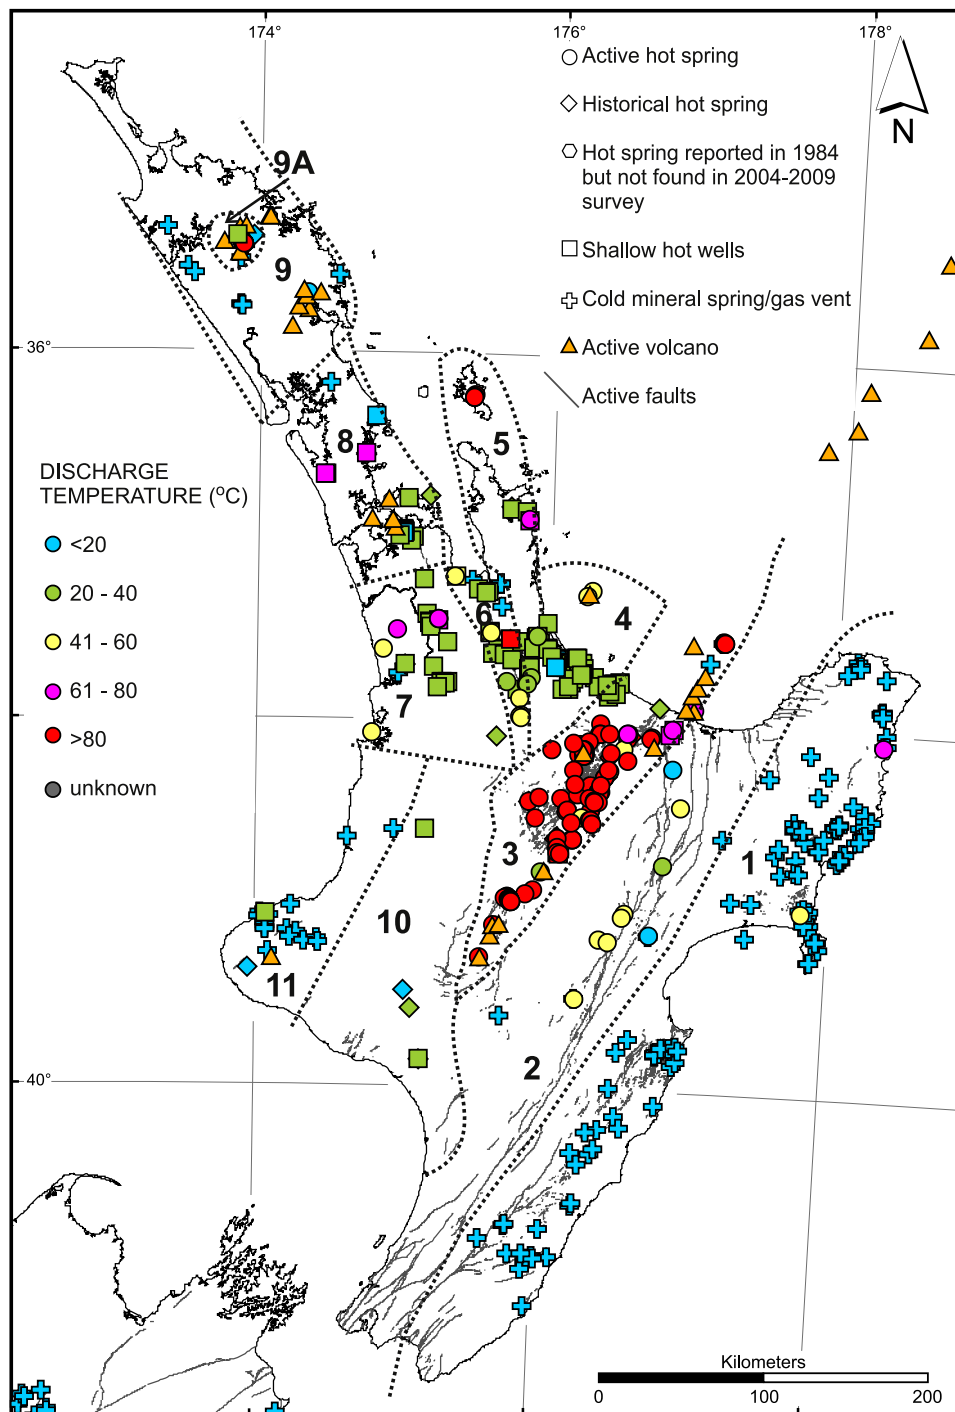 174°
176°
178°
Active hot spring
Historical hot spring
Hot spring reported in 1984
but not found in 2004-2009
survey
Shallow hot wells
Cold mineral spring/gas vent
Active volcano
Active faults
N
9A
9
36°
8
5
DISCHARGE
TEMPERATURE (°C)
<20
20 - 40
41 - 60
61 - 80
>80
unknown
6
4
7
3
1
10
11
2
40°
Kilometers
0
100
200